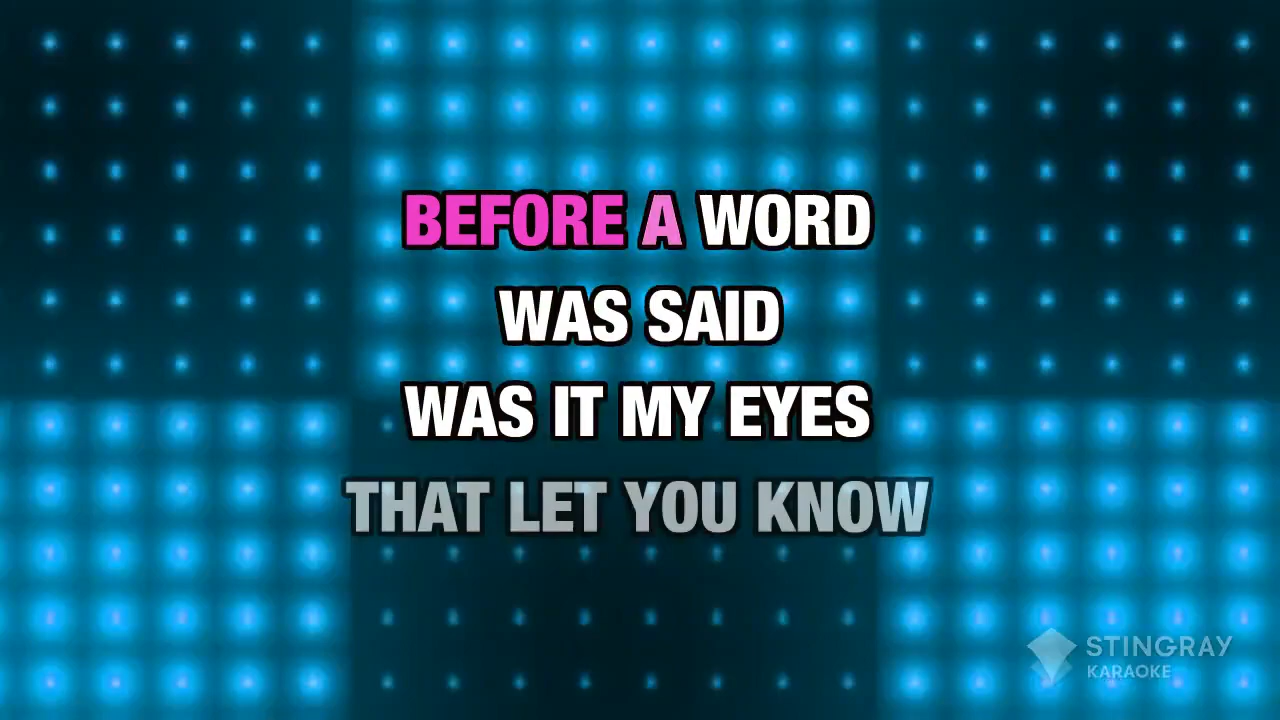 BEFORE A WORD
WAS SAID
WAS IT MY EYES
THAT LET YOU KNOW
STINGRAY
KARAOKE